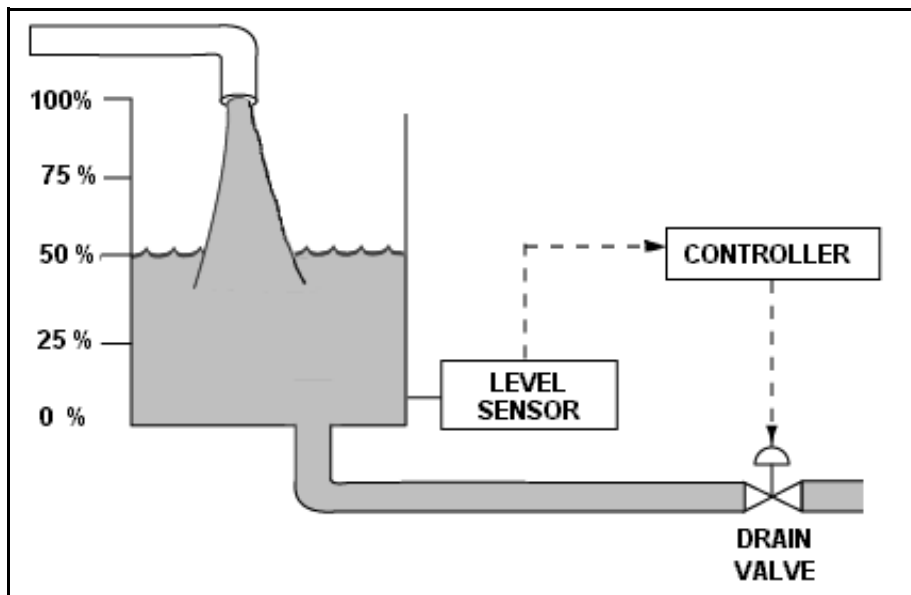 100%
75 %
50 %
25 %
0 %
CONTROLLER
LEVEL
SENSOR
DRAIN
VALVE